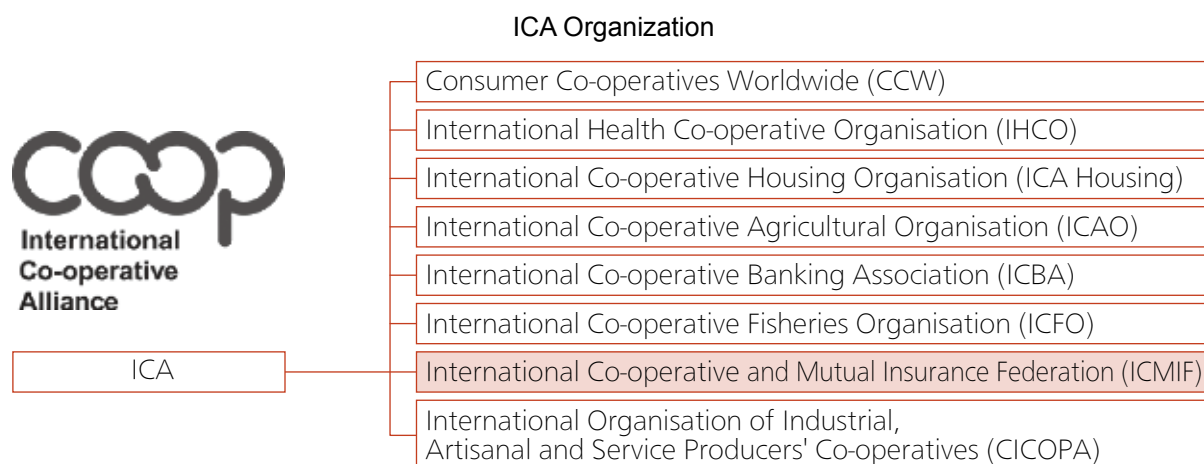 ICA Organization
coop
International
Co-operative
Alliance
ICA
Consumer Co-operatives Worldwide (CCW)
International Health Co-operative Organisation (IHCO)
International Co-operative Housing Organisation (ICA Housing)
International Co-operative Agricultural Organisation (ICAO)
International Co-operative Banking Association (ICBA)
International Co-operative Fisheries Organisation (ICFO)
International Co-operative and Mutual Insurance Federation (ICMIF)
International Organisation of Industrial,
Artisanal and Service Producers' Co-operatives (CICOPA)